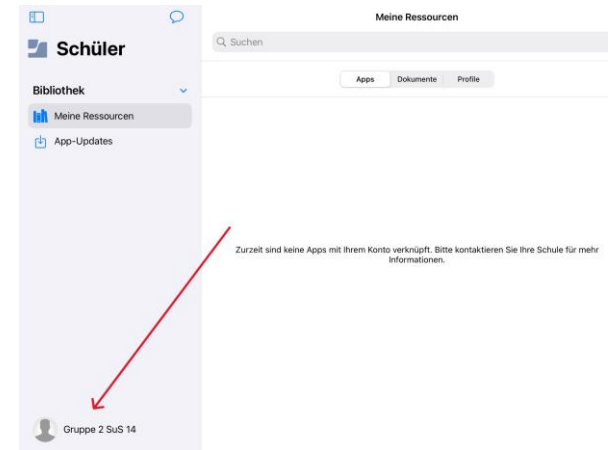 Schüler
Bibliothek
Meine Ressourcen
App-Updates
Gruppe 2 SuS 14
Meine Ressourcen
Suchen
Apps Dokumente Profile
Zurzeit sind keine Apps mit Ihrem Konto verknüpft. Bitte kontaktieren Sie Ihre Schule für mehr
Informationen.